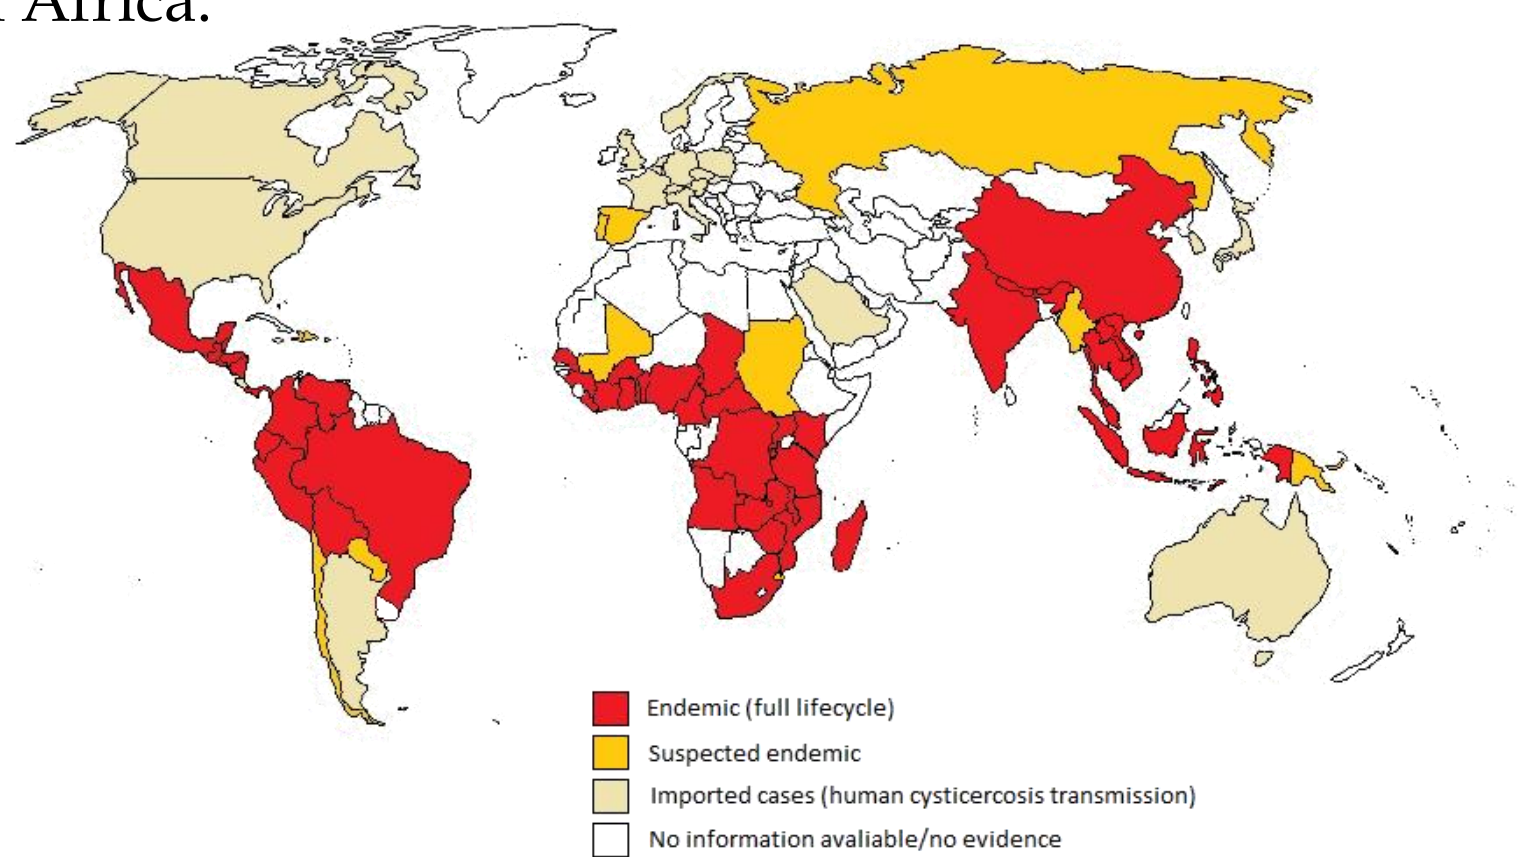 Africa.
Endemic (full lifecycle)
Suspected endemic
Imported cases (human cysticercosis transmission)
No information avaliable/no evidence